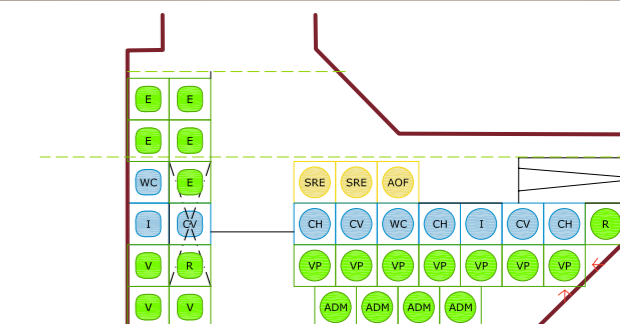 E E
E E
WC E SRE SRE AOF
I CV CH CV WC CH I CV CH R
V R VP VP VP VP VP VP VP
V V ADM ADM ADM ADM